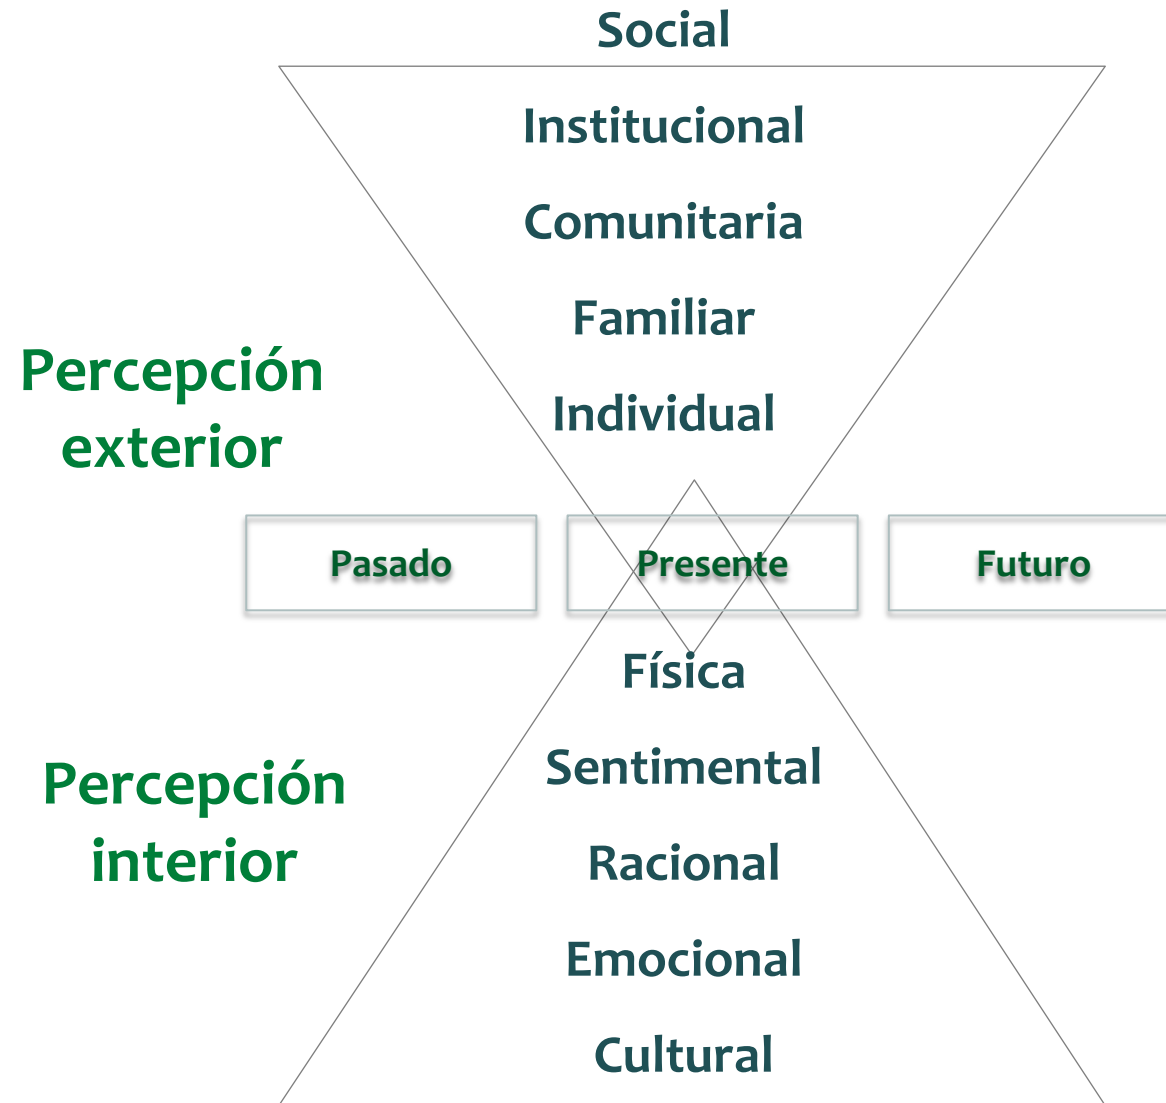 Social
Institucional
Comunitaria
Familiar
Individual
Percepción
exterior
Pasado
Presente
Futuro
Física
Sentimental
Racional
Emocional
Cultural
Percepción
interior